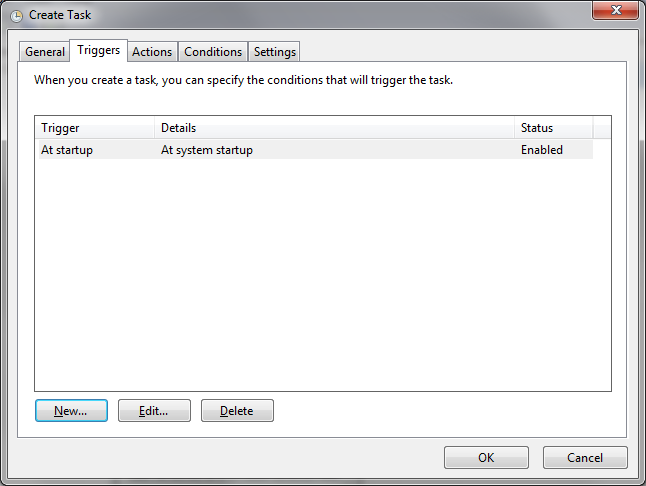 Create Task
General Triggers Actions Conditions Settings
When you create a task, you can specify the conditions that will trigger the task.
Trigger Details Status
At startup At system startup Enabled
New... Edit... Delete
OK Cancel